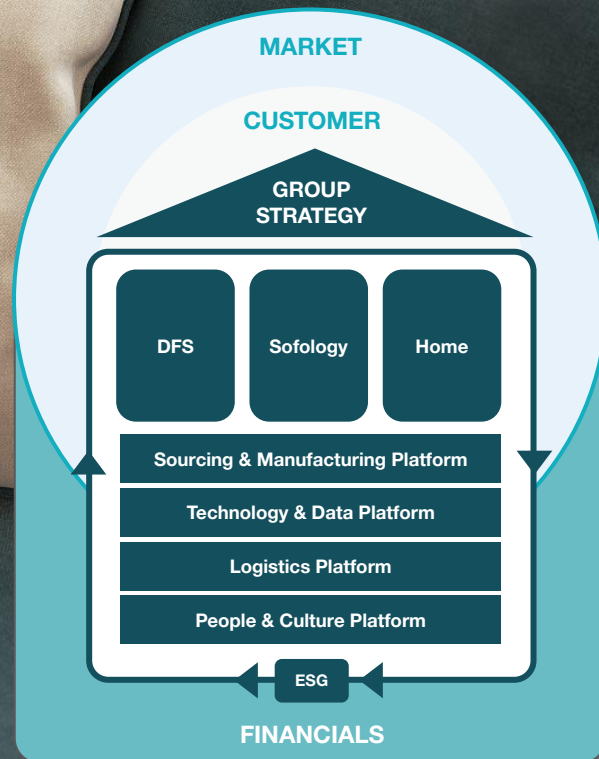 MARKET
CUSTOMER
GROUP
STRATEGY
DFS
Sofology
Home
Sourcing & Manufacturing Platform
Technology & Data Platform
Logistics Platform
People & Culture Platform
ESG
FINANCIALS